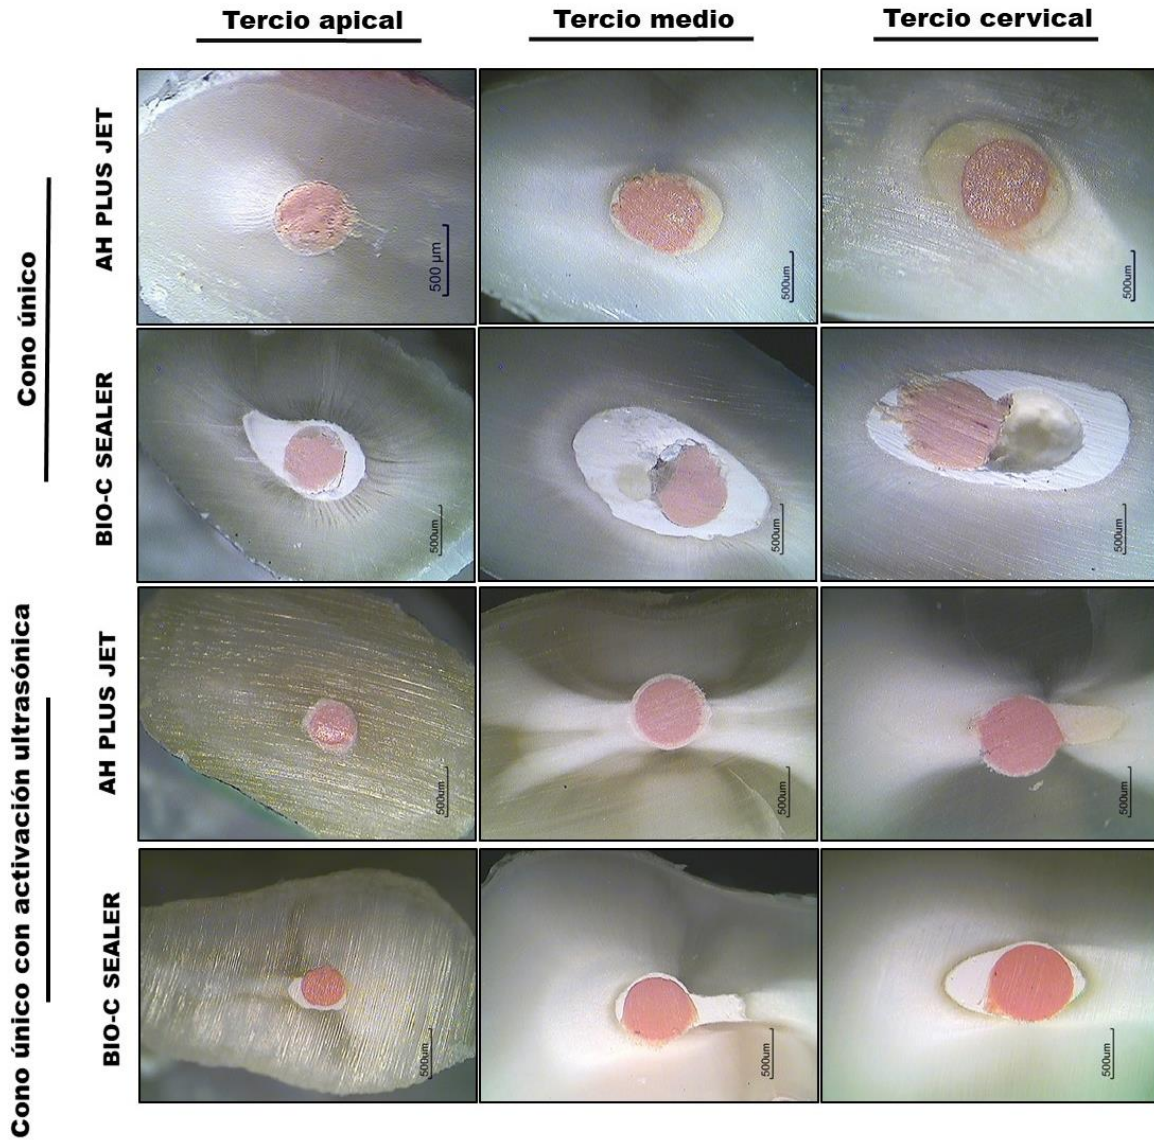 Tercio apical
Tercio medio
Tercio cervical
Cono único
AH PLUS JET
500 µm
500um
500um
BIO-C SEALER
500um
500um
500um
Cono único con activación ultrasónica
AH PLUS JET
500um
500um
500um
BIO-C SEALER
500um
500um
500um